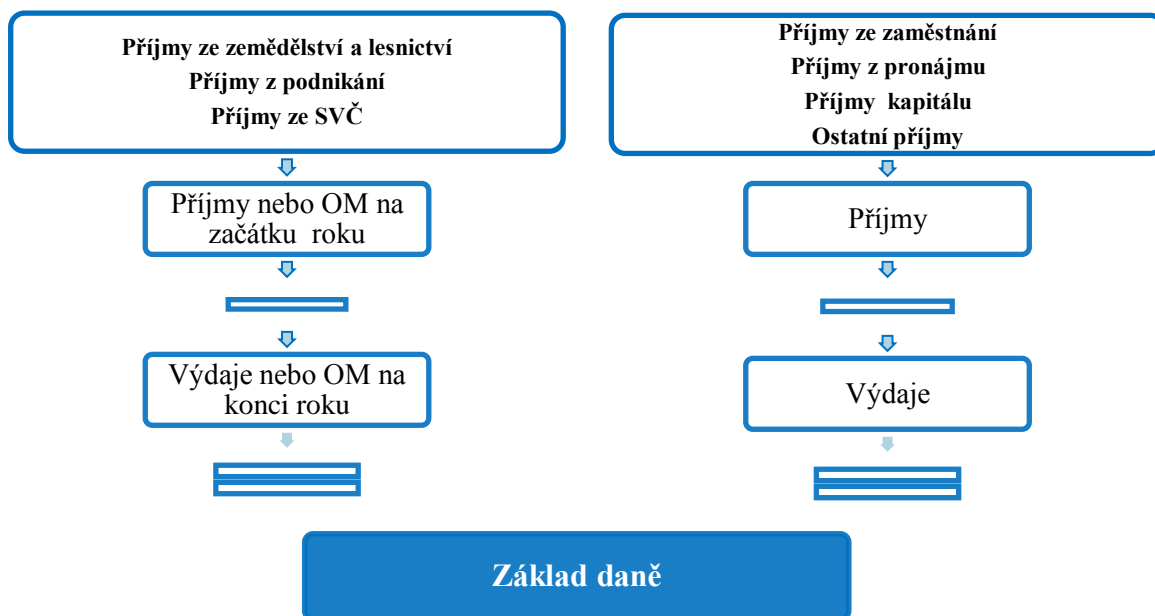 Příjmy ze zemědělství a lesnictví
Příjmy z podnikání
Příjmy ze SVČ
Příjmy nebo OM na
začátku roku
Výdaje nebo OM na
konci roku
Příjmy ze zaměstnání
Příjmy z pronájmu
Příjmy kapitálu
Ostatní příjmy
Příjmy
Výdaje
Základ daně